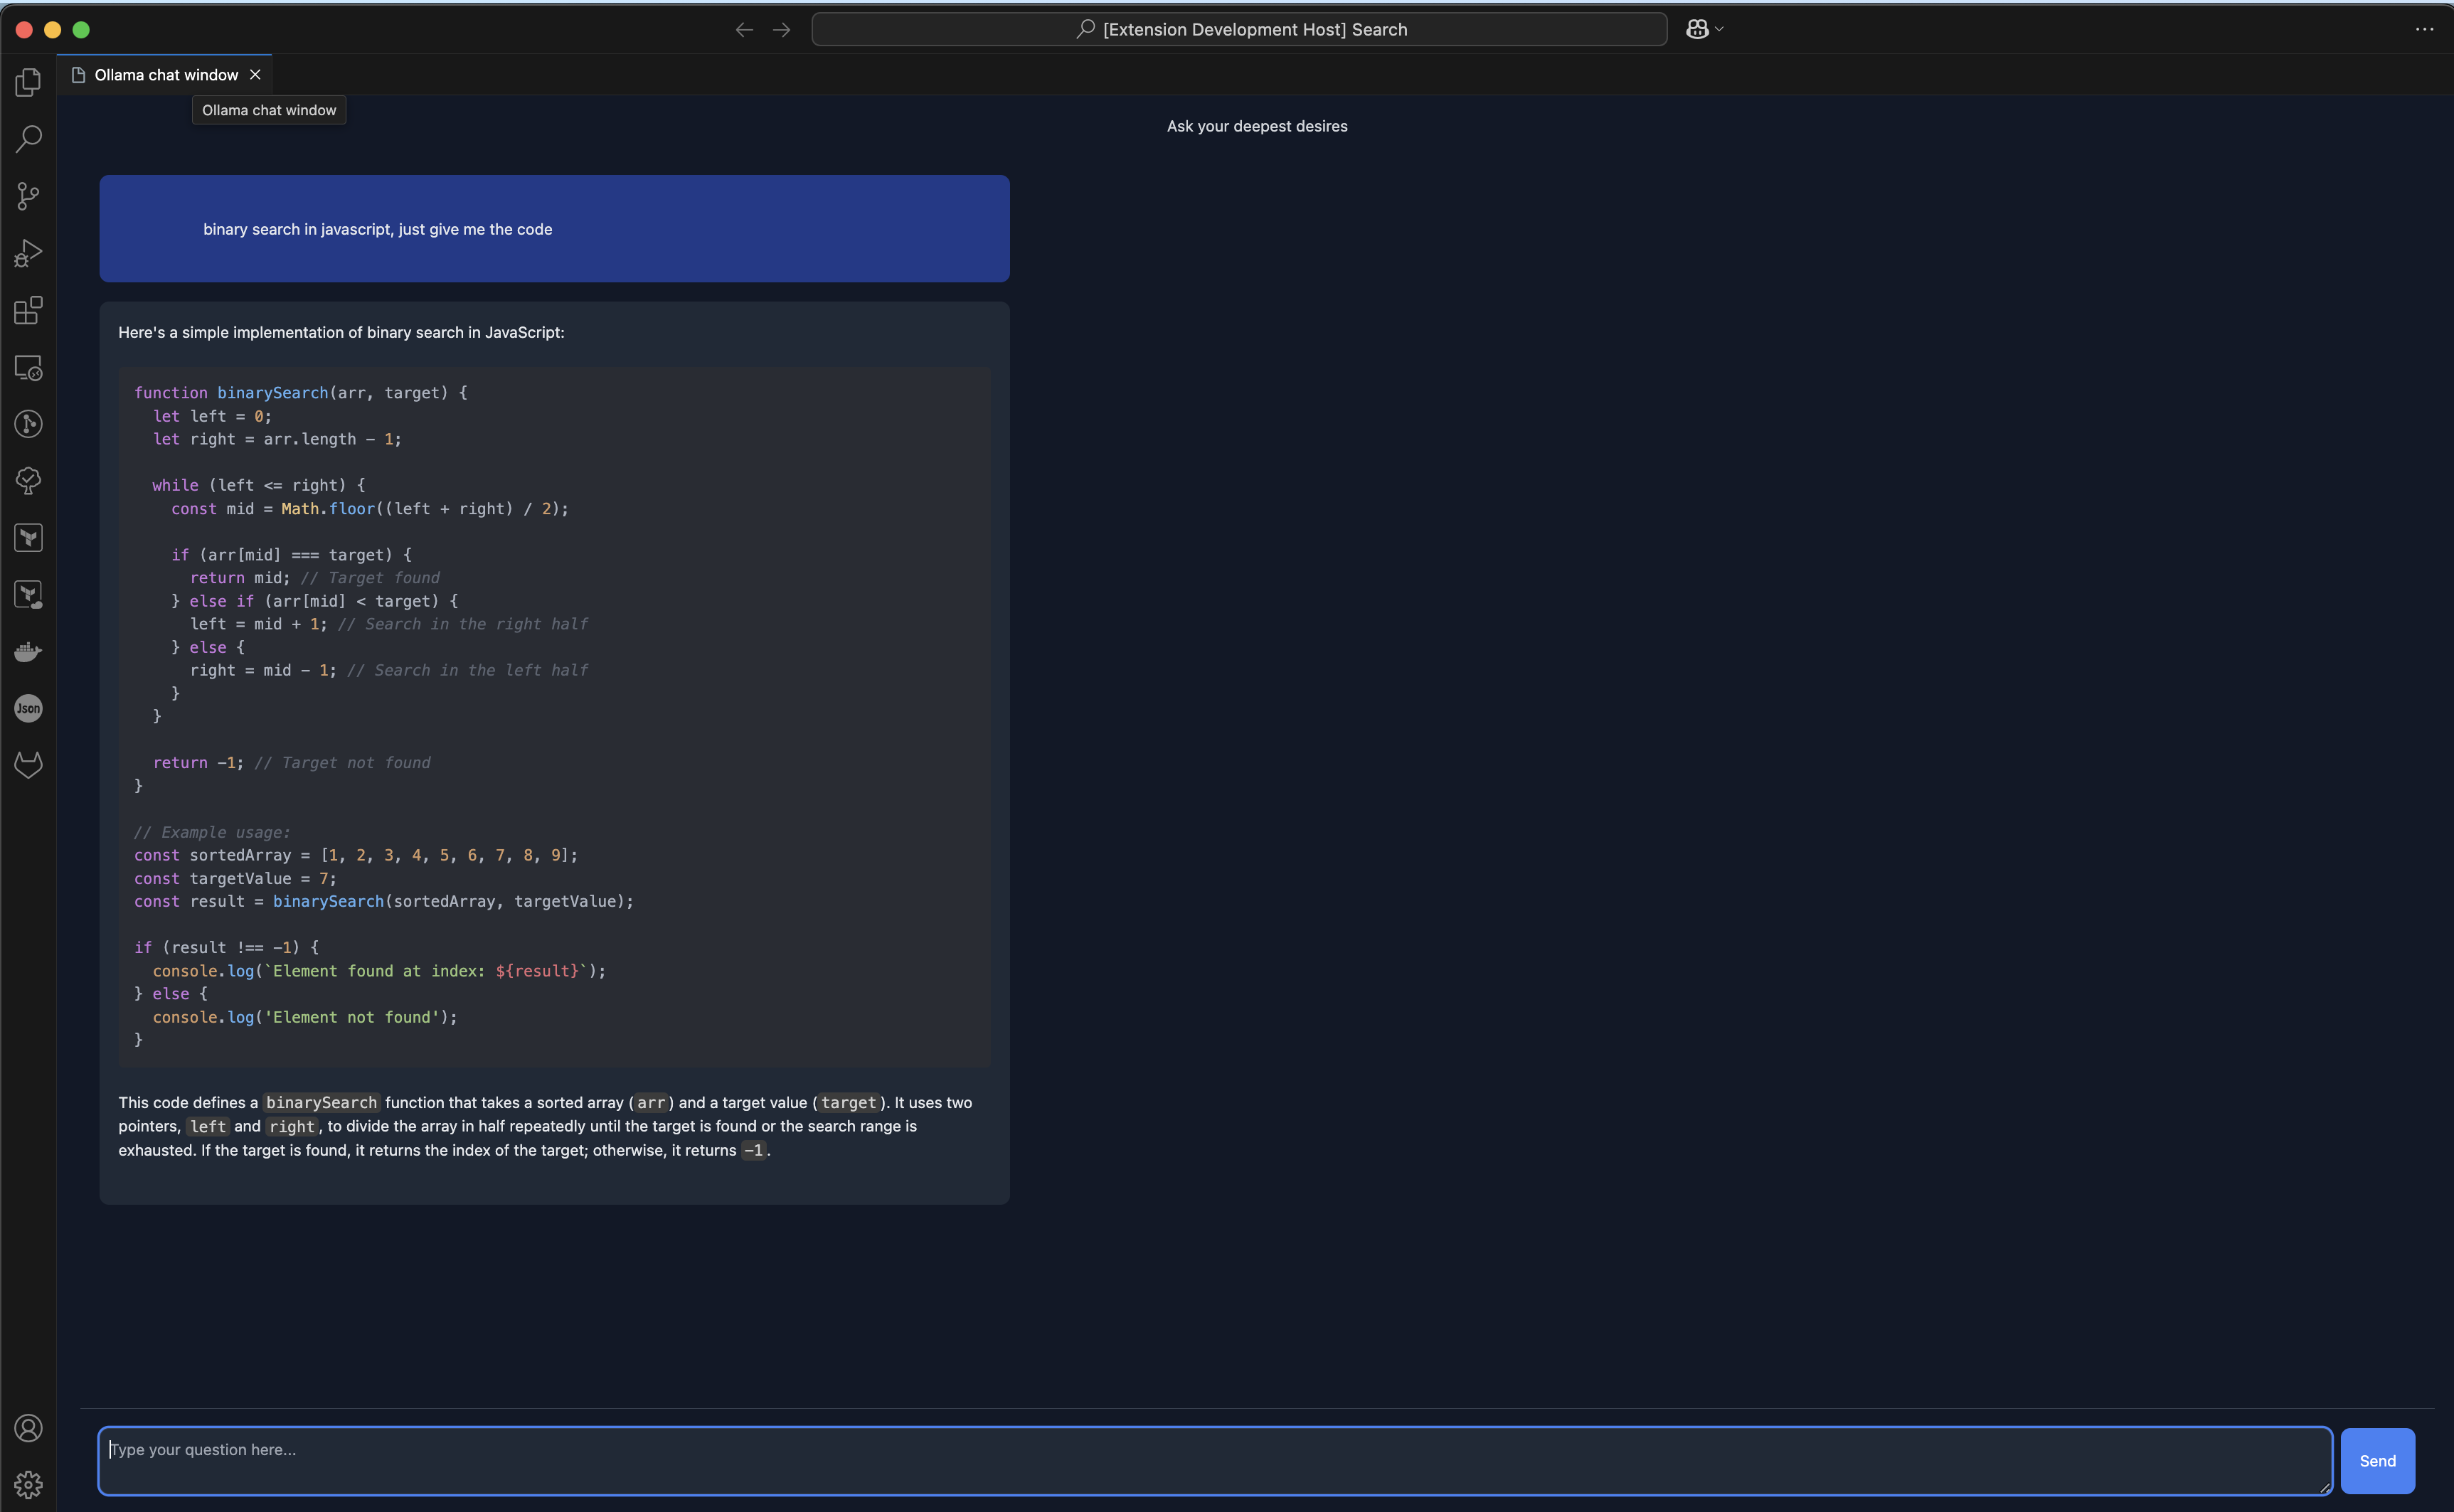 [Extension Development Host] Search
Ollama chat window
Ollama chat window
Ask your deepest desires
binary search in javascript, just give me the code
Here's a simple implementation of binary search in JavaScript:
function binarySearch(arr, target) {
  let left = 0;
  let right = arr.length - 1;

  while (left <= right) {
    const mid = Math.floor((left + right) / 2);

    if (arr[mid] === target) {
      return mid; // Target found
    } else if (arr[mid] < target) {
      left = mid + 1; // Search in the right half
    } else {
      right = mid - 1; // Search in the left half
    }
  }

  return -1; // Target not found
}

// Example usage:
const sortedArray = [1, 2, 3, 4, 5, 6, 7, 8, 9];
const targetValue = 7;
const result = binarySearch(sortedArray, targetValue);

if (result !== -1) {
  console.log(`Element found at index: ${result}`);
} else {
  console.log('Element not found');
}
This code defines a binarySearch function that takes a sorted array (arr) and a target value (target). It uses two
pointers, left and right, to divide the array in half repeatedly until the target is found or the search range is
exhausted. If the target is found, it returns the index of the target; otherwise, it returns -1.
Json
Type your question here...
Send